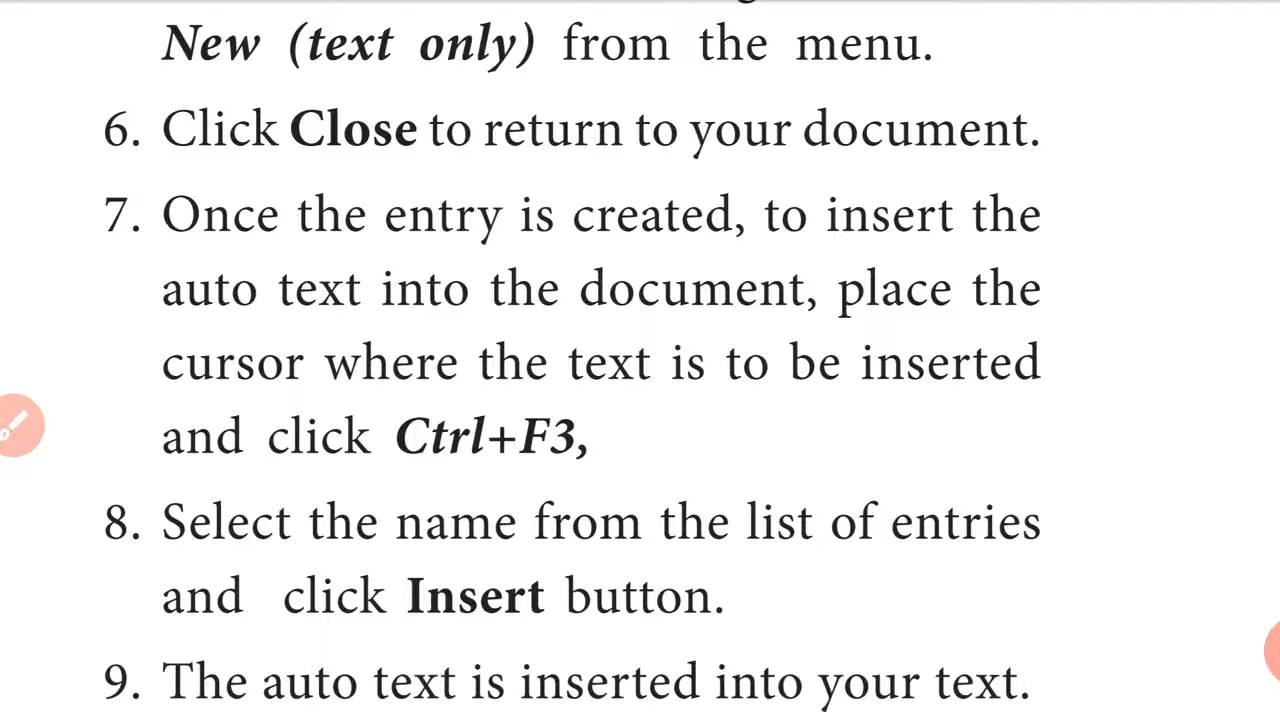 New (text only) from the menu.
6. Click Close to return to your document.
7. Once the entry is created, to insert the
auto text into the document, place the
cursor where the text is to be inserted
and click Ctrl+F3,
8. Select the name from the list of entries
and click Insert button.
9. The auto text is inserted into your text.